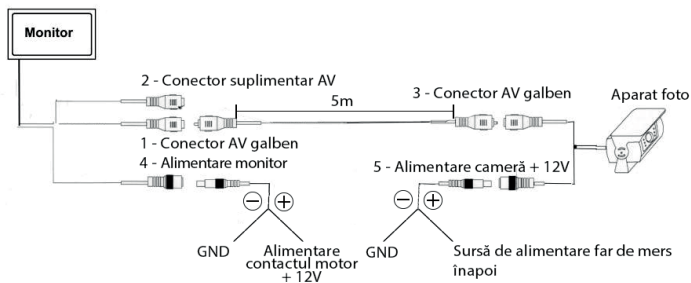 Monitor
2 - Conector suplimentar AV
5m
3 - Conector AV galben
Aparat foto
1 - Conector AV galben
4 - Alimentare monitor
5 - Alimentare cameră + 12V
GND
Alimentare
contactul motor
+ 12V
GND
Sursă de alimentare far de mers
înapoi